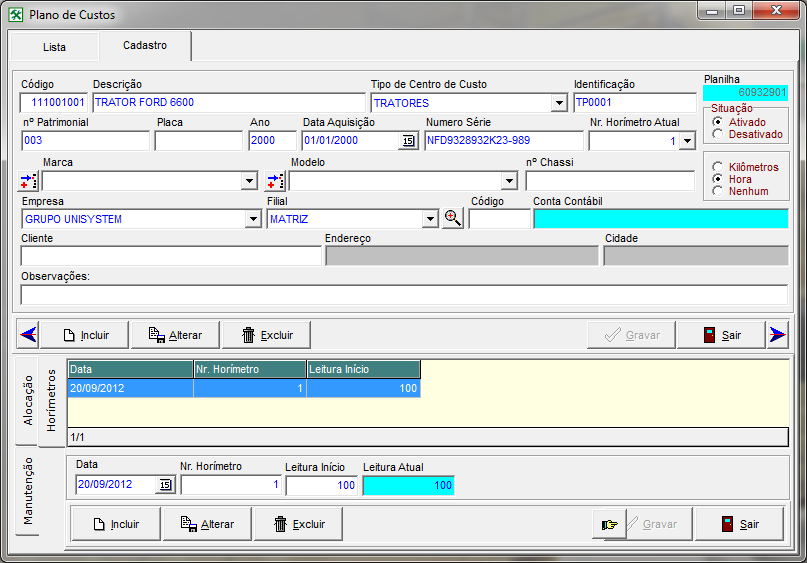 Plano de Custos
Lista
Cadastro
Código Descrição Tipo de Centro de Custo Identificação Planilha
111001001 TRATOR FORD 6600 TRATORES TP0001 60932901
nº Patrimonial Placa Ano Data Aquisição Numero Série Nr. Horímetro Atual
003 2000 01/01/2000 15 NFD9328932K23-989 1
Situação
Ativado
Desativado
Marca Modelo nº Chassi
Kilômetros
Hora
Nenhum
Empresa Filial Código Conta Contábil
GRUPO UNISYSTEM MATRIZ
Cliente Endereço Cidade
Observações:
Incluir Alterar Excluir Gravar Sair
Alocação
Horímetros
Manutenção
Data Nr. Horímetro Leitura Início
20/09/2012 1 100
1/1
Data Nr. Horímetro Leitura Início Leitura Atual
20/09/2012 15 1 100 100
Incluir Alterar Excluir Gravar Sair